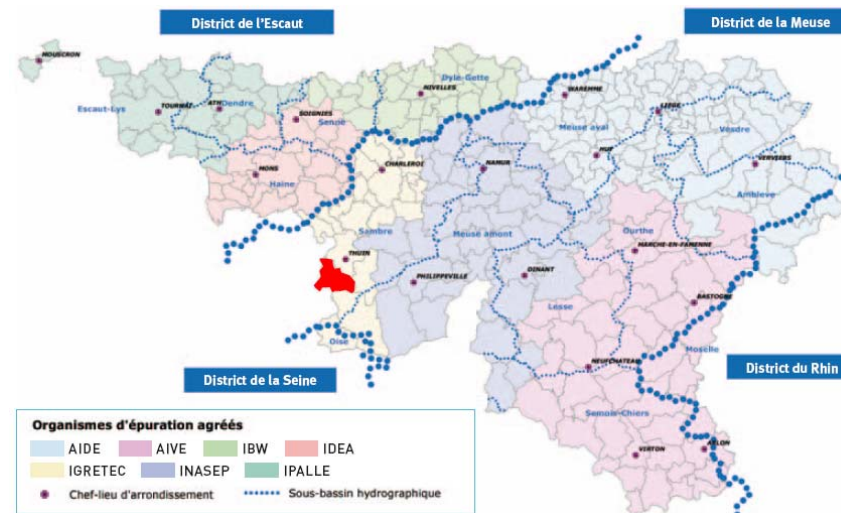 District de l'Escaut
District de la Meuse
MOUSCRON
Dyle-Gette
NIVELLES
WAREMME
Escaut-Lys
TOURNAI
ATH
Dendre
SOIGNIES
Senne
LIEGE
Meuse aval
Vesdre
MONS
Haine
CHARLEROI
NAMUR
HUY
VERVIERS
Amblève
Sambre
Meuse amont
Ourthe
THUIN
MARCHE-EN-FAMENNE
PHILIPPEVILLE
DINANT
Lesse
BASTOGNE
Oise
Moselle
NEUFCHATEAU
District de la Seine
District du Rhin
Semois-Chiers
VIRTON
ARLON
Organismes d'épuration agréés
AIDE AIVE IBW IDEA
IGRETEC INASEP IPALLE
Chef-lieu d'arrondissement Sous-bassin hydrographique